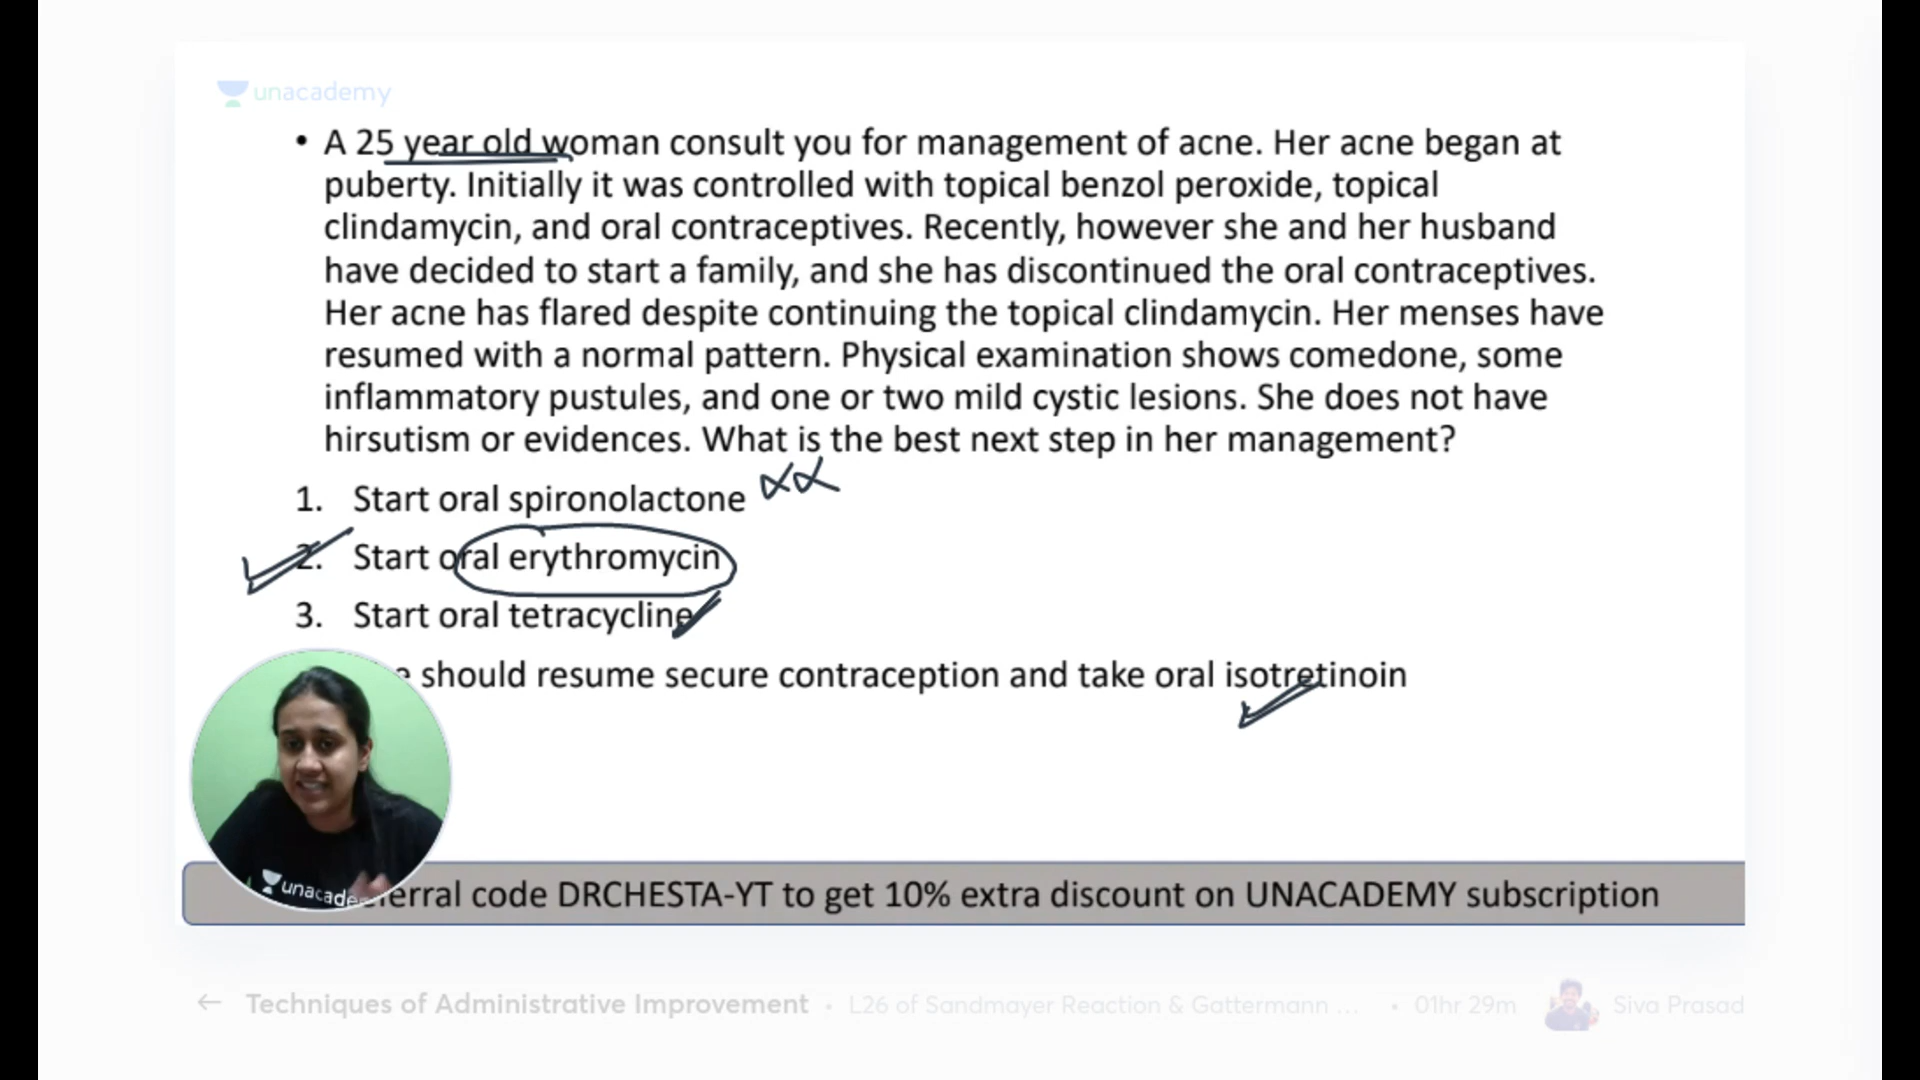 unacademy
• A 25 year old woman consult you for management of acne. Her acne began at
puberty. Initially it was controlled with topical benzol peroxide, topical
clindamycin, and oral contraceptives. Recently, however she and her husband
have decided to start a family, and she has discontinued the oral contraceptives.
Her acne has flared despite continuing the topical clindamycin. Her menses have
resumed with a normal pattern. Physical examination shows comedone, some
inflammatory pustules, and one or two mild cystic lesions. She does not have
hirsutism or evidences. What is the best next step in her management?
1. Start oral spironolactone
2. Start oral erythromycin
3. Start oral tetracycline
should resume secure contraception and take oral isotretinoin
unacade
erral code DRCHESTA-YT to get 10% extra discount on UNACADEMY subscription
← Techniques of Administrative Improvement • L26 of Sandmayer Reaction & Gattermann ... • 01hr 29m Siva Prasad